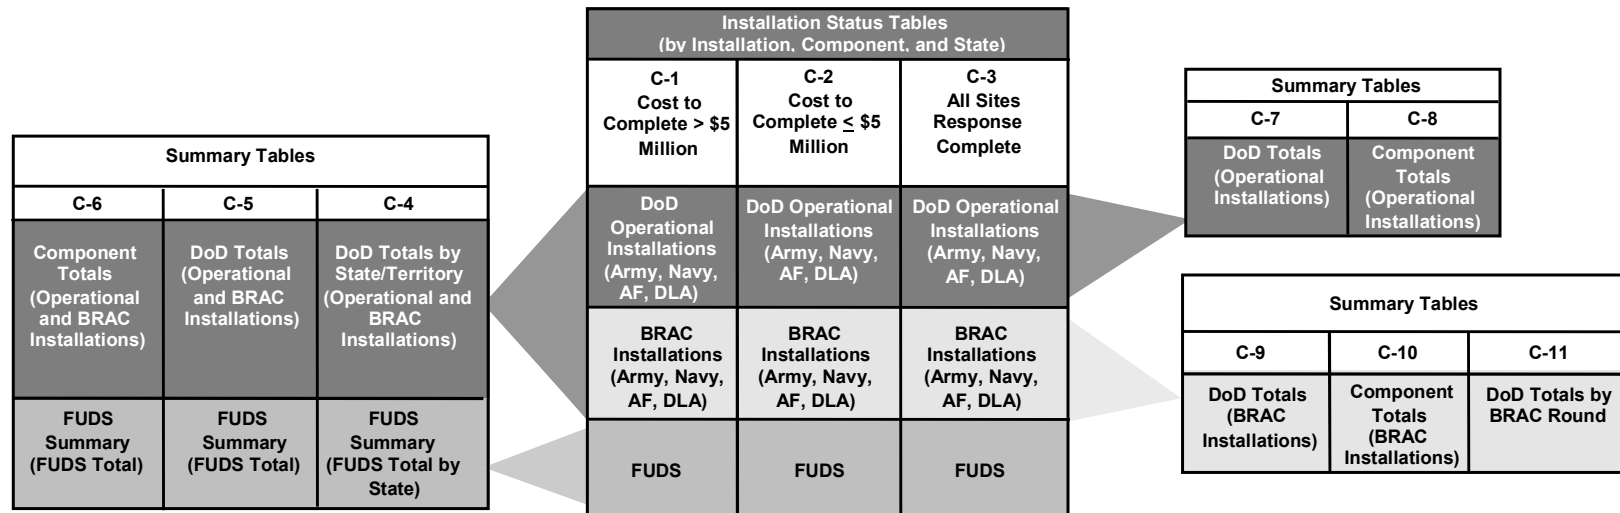 Installation Status Tables
(by Installation, Component, and State)
C-1
Cost to
Complete > $5
Million
C-2
Cost to
Complete ≤ $5
Million
C-3
All Sites
Response
Complete
DoD
Operational
Installations
(Army, Navy,
AF, DLA)
DoD Operational
Installations
(Army, Navy,
AF, DLA)
DoD Operational
Installations
(Army, Navy,
AF, DLA)
BRAC
Installations
(Army, Navy,
AF, DLA)
BRAC
Installations
(Army, Navy,
AF, DLA)
BRAC
Installations
(Army, Navy,
AF, DLA)
FUDS
FUDS
FUDS
Summary Tables
C-6
C-5
C-4
Component
Totals
(Operational
and BRAC
Installations)
DoD Totals
(Operational
and BRAC
Installations)
DoD Totals by
State/Territory
(Operational and
BRAC
Installations)
FUDS
Summary
(FUDS Total)
FUDS
Summary
(FUDS Total)
FUDS
Summary
(FUDS Total by
State)
Summary Tables
C-7
C-8
DoD Totals
(Operational
Installations)
Component
Totals
(Operational
Installations)
Summary Tables
C-9
C-10
C-11
DoD Totals
(BRAC
Installations)
Component
Totals
(BRAC
Installations)
DoD Totals by
BRAC Round